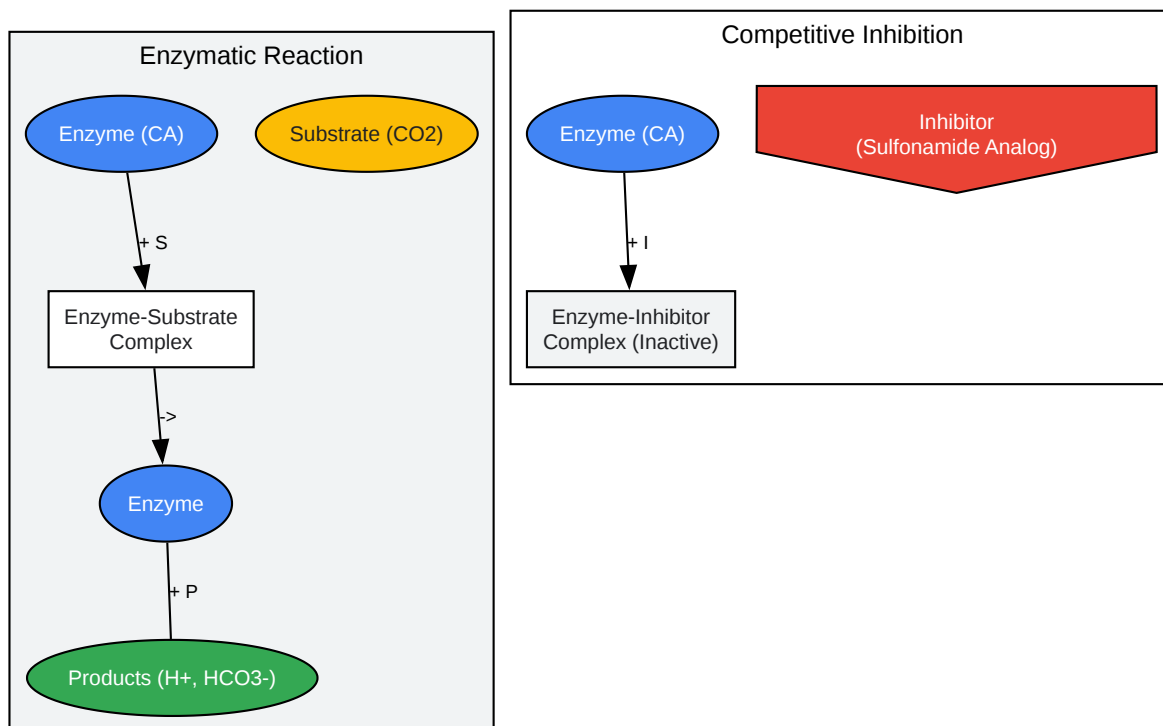 Enzymatic Reaction
Enzyme (CA)
Substrate (CO2)
+ S
Enzyme-Substrate
Complex
->
Enzyme
+ P
Products (H+, HCO3-)
Competitive Inhibition
Enzyme (CA)
Inhibitor
(Sulfonamide Analog)
+ I
Enzyme-Inhibitor
Complex (Inactive)